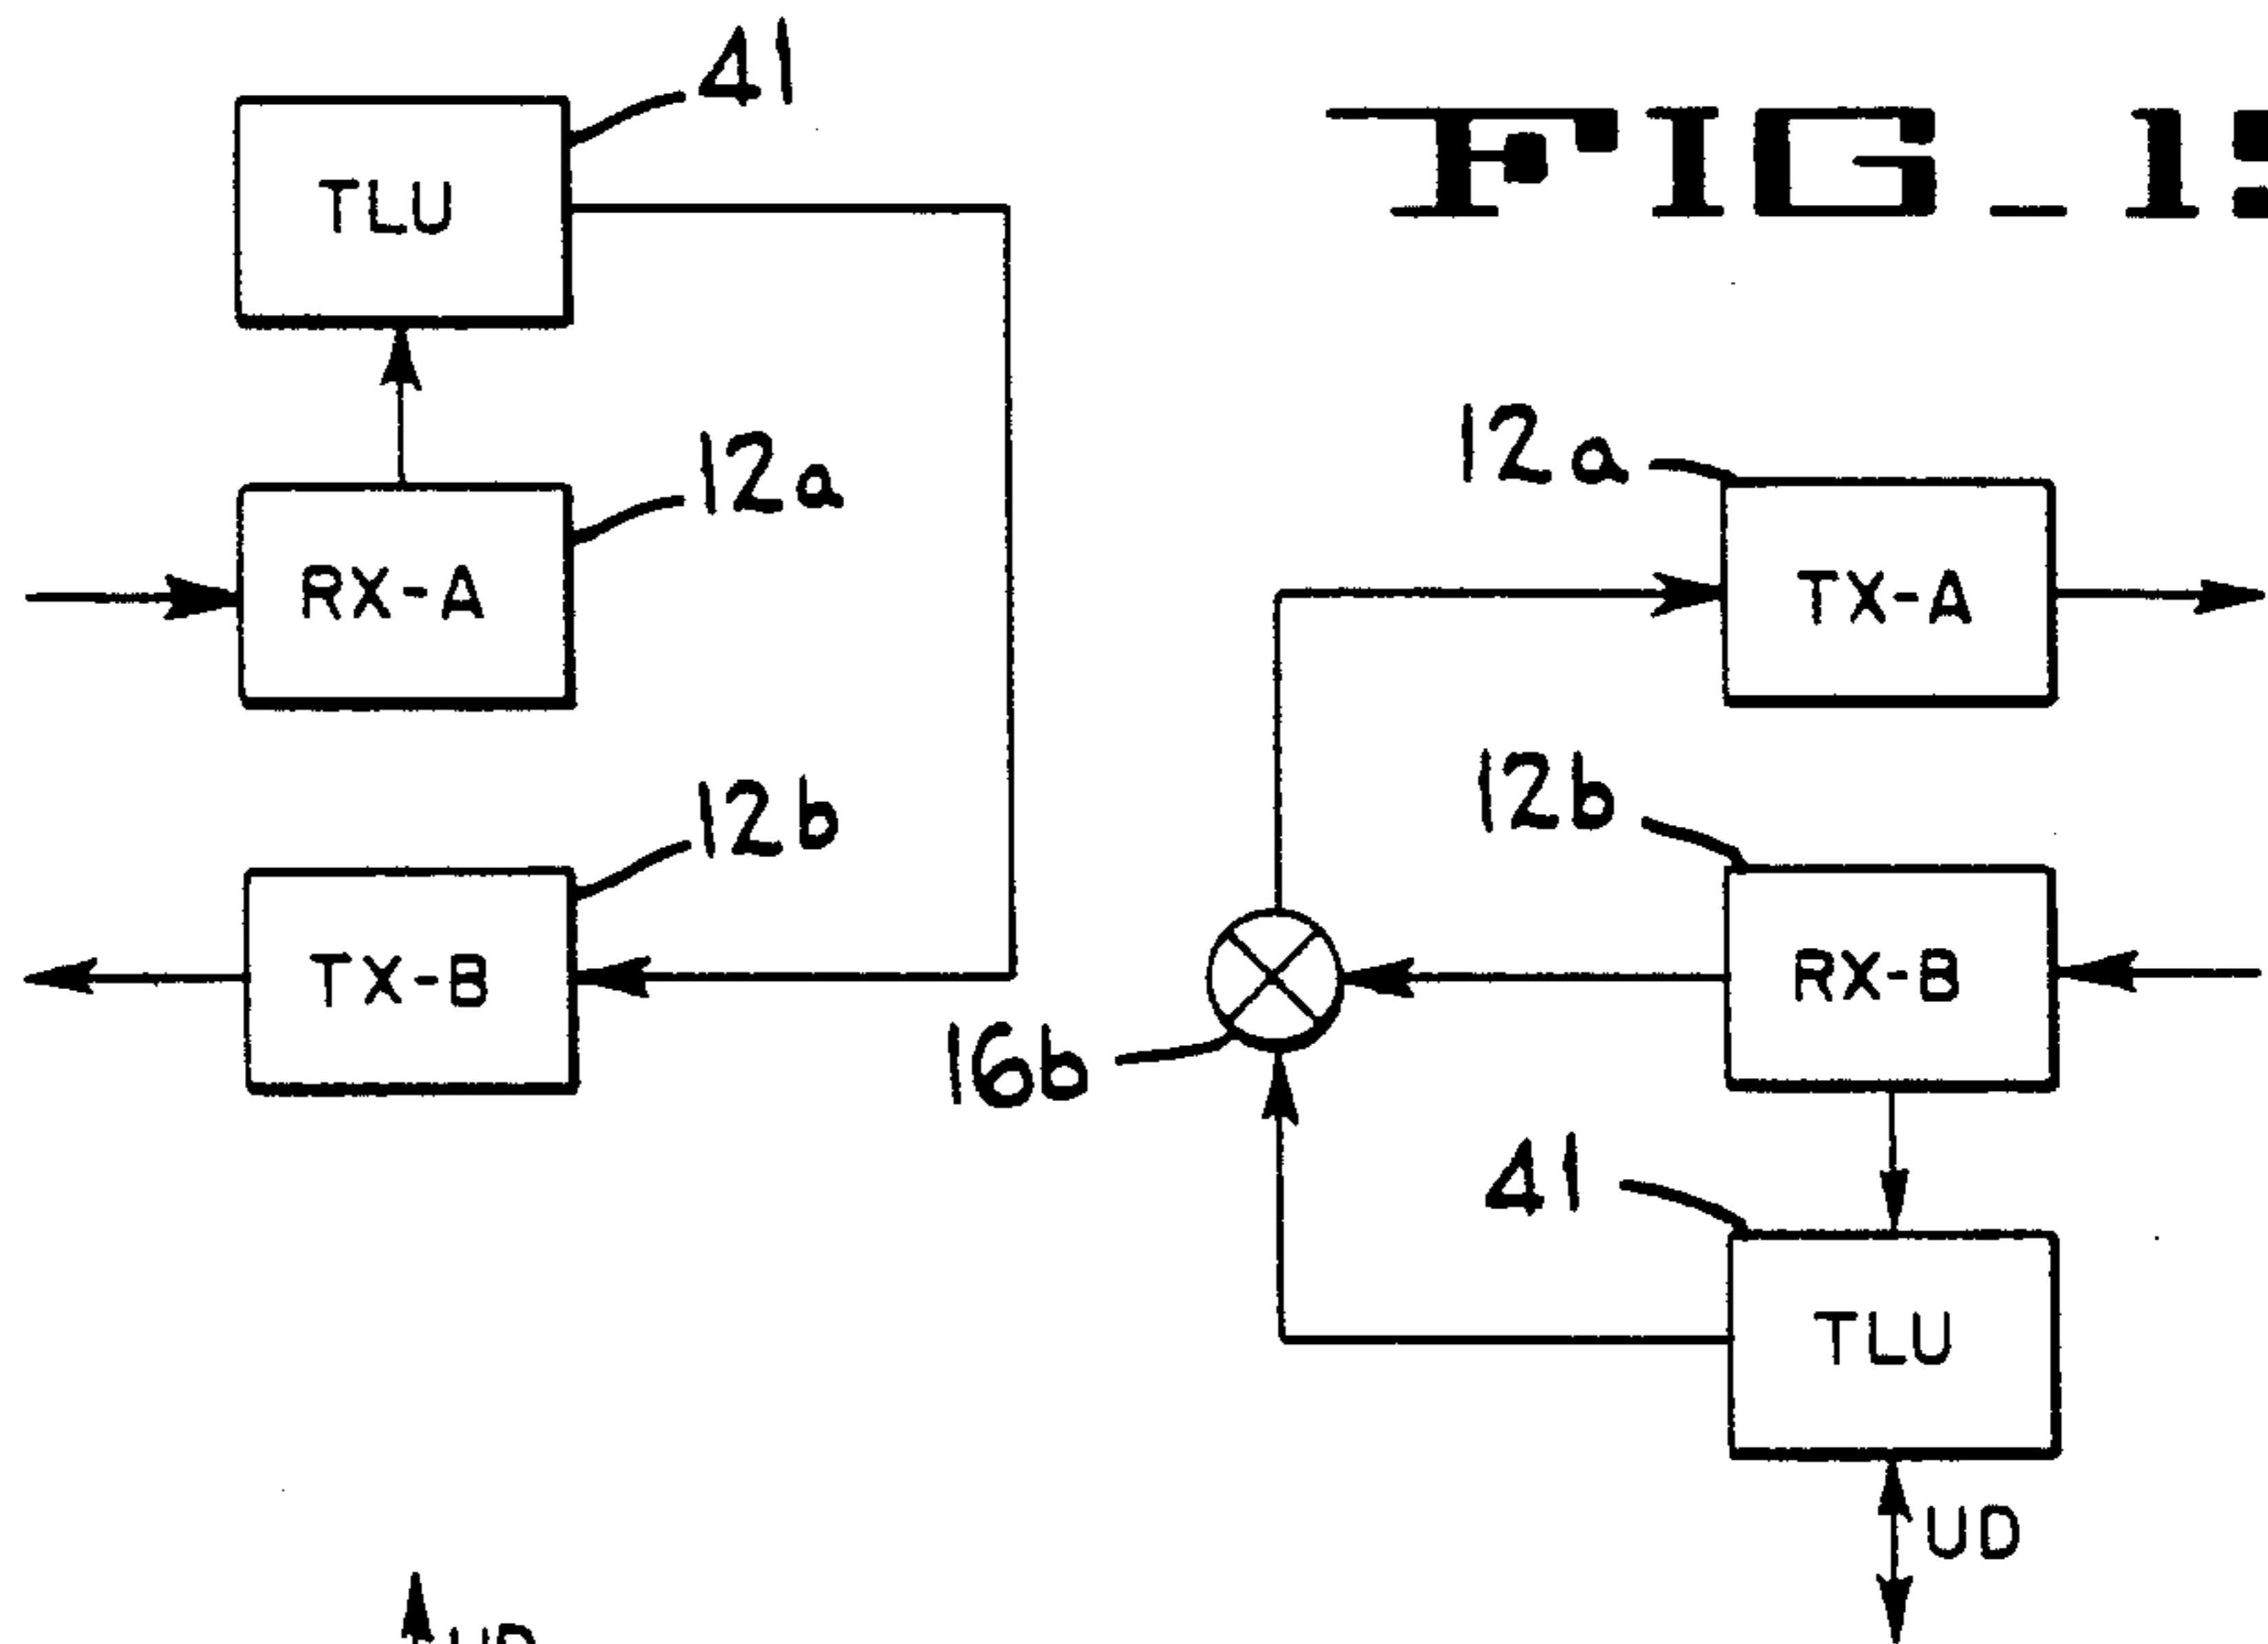 41
FIG_1
TLU
12a
RX-A
12b
TX-B
12a
TX-A
12b
RX-B
16b
41
TLU
UD